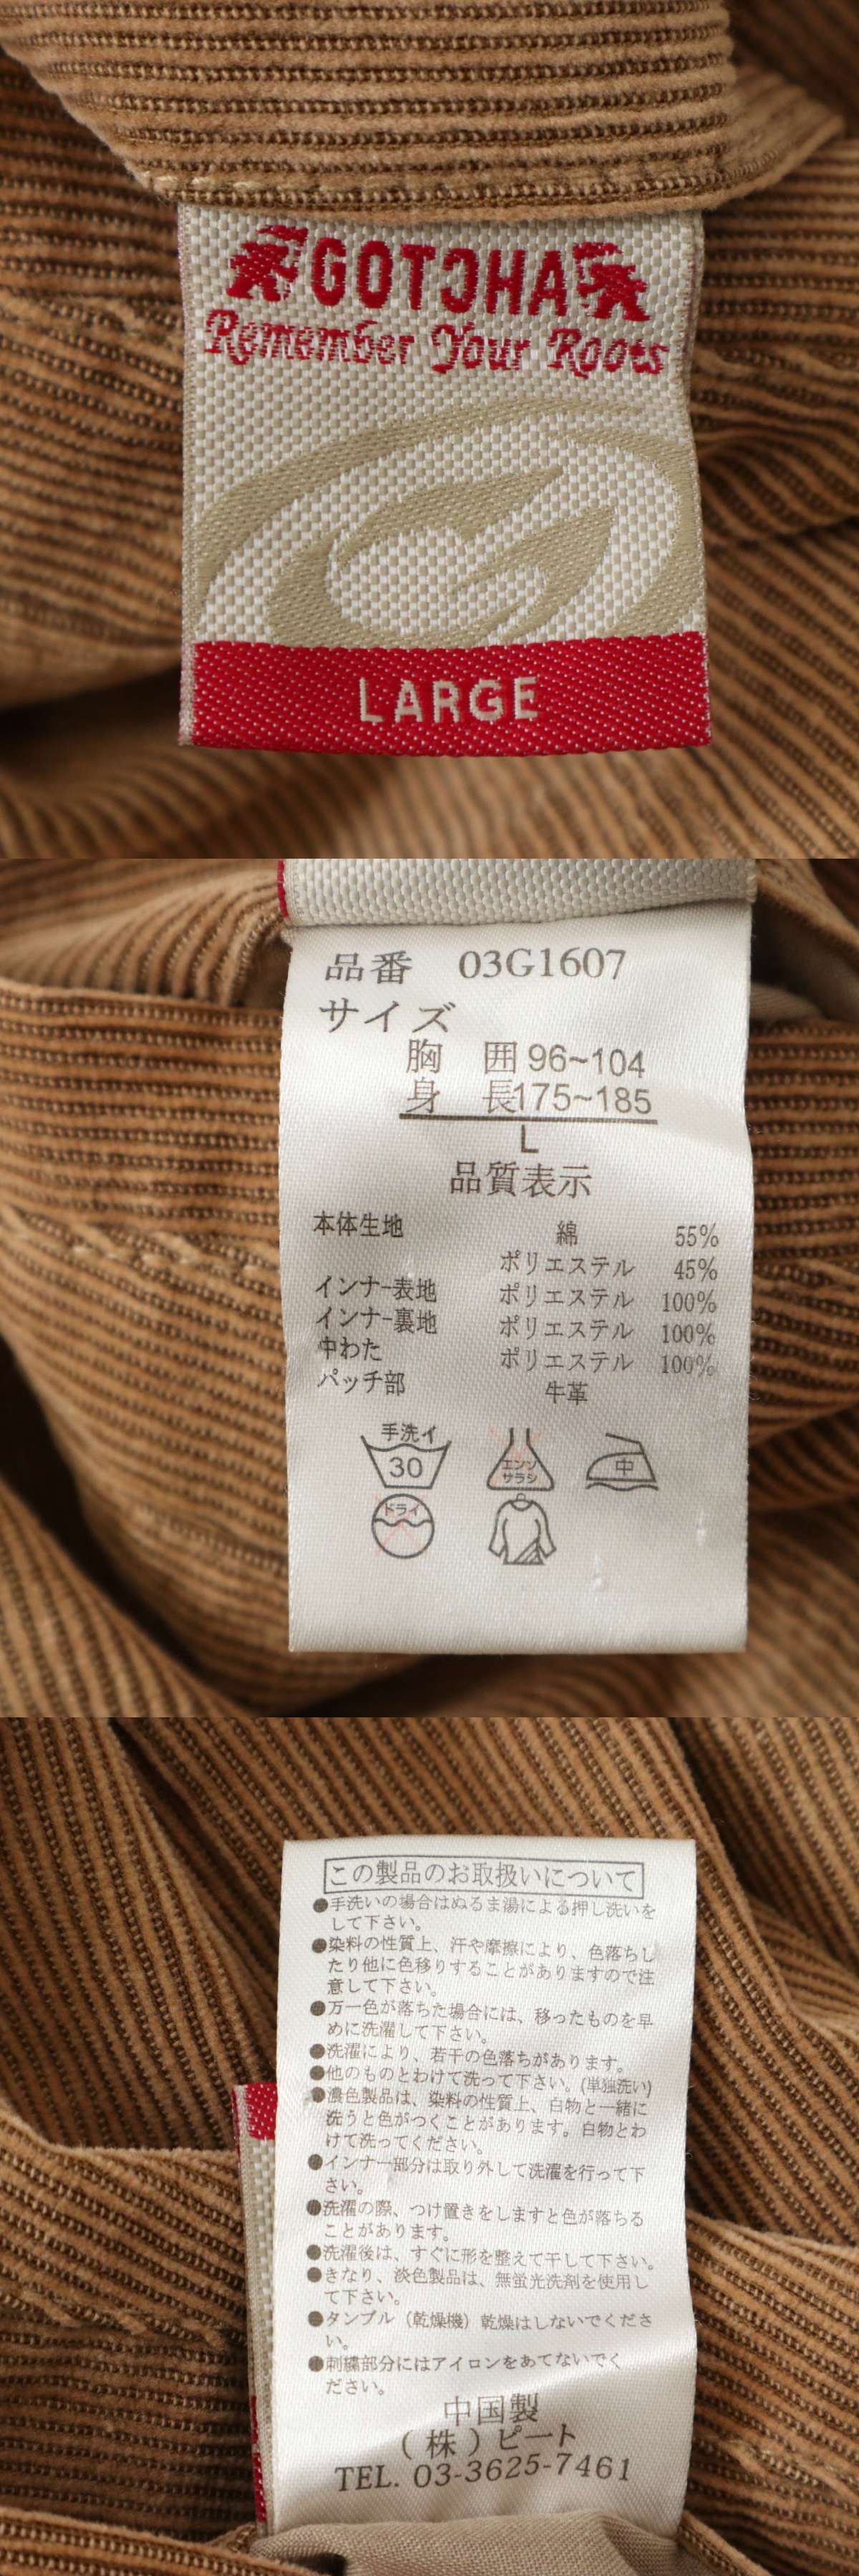 GOTCHA
Remember Your Roots
LARGE
品番 03G1607
サイズ
胸 囲 96~104
身 長175~185
L
品質表示
本体生地 綿 55%
ポリエステル 45%
インナー表地 ポリエステル 100%
インナー裏地 ポリエステル 100%
中わた ポリエステル 100%
パッチ部 牛革
手洗イ
30
エンソ
サラシ
中
ドライ
この製品のお取扱いについて
●手洗いの場合はぬるま湯による押し洗いを
して下さい。
●染料の性質上、汗や摩擦により、色落ちし
たり他に色移りすることがありますので注
意して下さい。
●万一色が落ちた場合には、移ったものを早
めに洗濯して下さい。
●洗濯により、若干の色落ちがあります。
●他のものとわけて洗って下さい。(単独洗い)
●濃色製品は、染料の性質上、白物と一緒に
洗うと色がつくことがあります。白物とわ
けて洗ってください。
●インナー部分は取り外して洗濯を行って下
さい。
●洗濯の際、つけ置きをしますと色が落ちる
ことがあります。
●洗濯後は、すぐに形を整えて干して下さい。
●きなり、淡色製品は、無蛍光洗剤を使用し
て下さい。
●タンブル（乾燥機）乾燥はしないでくださ
い。
●刺繍部分にはアイロンをあてないでく
ださい。
中国製
（株）ビート
TEL. 03-3625-7461